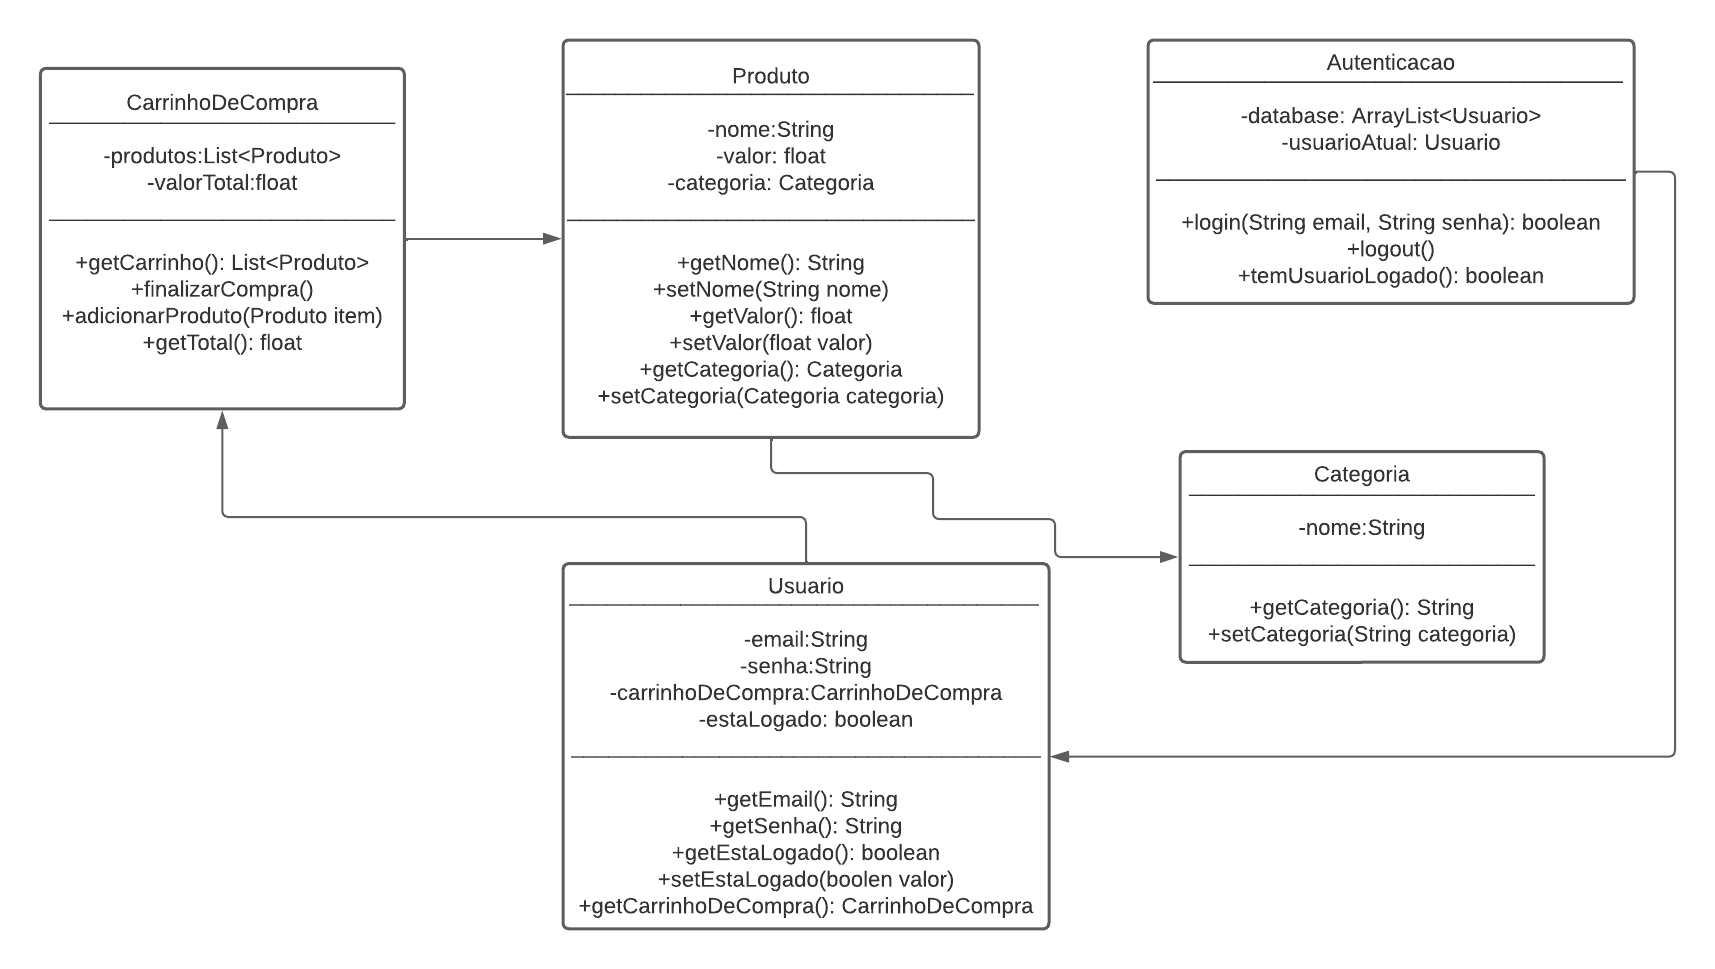 CarrinhoDeCompra
-produtos:List<Produto>
-valorTotal:float
+getCarrinho(): List<Produto>
+finalizarCompra()
+adicionarProduto(Produto item)
+getTotal(): float
Produto
-nome:String
-valor: float
-categoria: Categoria
+getNome(): String
+setNome(String nome)
+getValor(): float
+setValor(float valor)
+getCategoria(): Categoria
+setCategoria(Categoria categoria)
Autenticacao
-database: ArrayList<Usuario>
-usuarioAtual: Usuario
+login(String email, String senha): boolean
+logout()
+temUsuarioLogado(): boolean
Categoria
-nome:String
+getCategoria(): String
+setCategoria(String categoria)
Usuario
-email:String
-senha:String
-carrinhoDeCompra:CarrinhoDeCompra
-estaLogado: boolean
+getEmail(): String
+getSenha(): String
+getEstaLogado(): boolean
+setEstaLogado(boolen valor)
+getCarrinhoDeCompra(): CarrinhoDeCompra